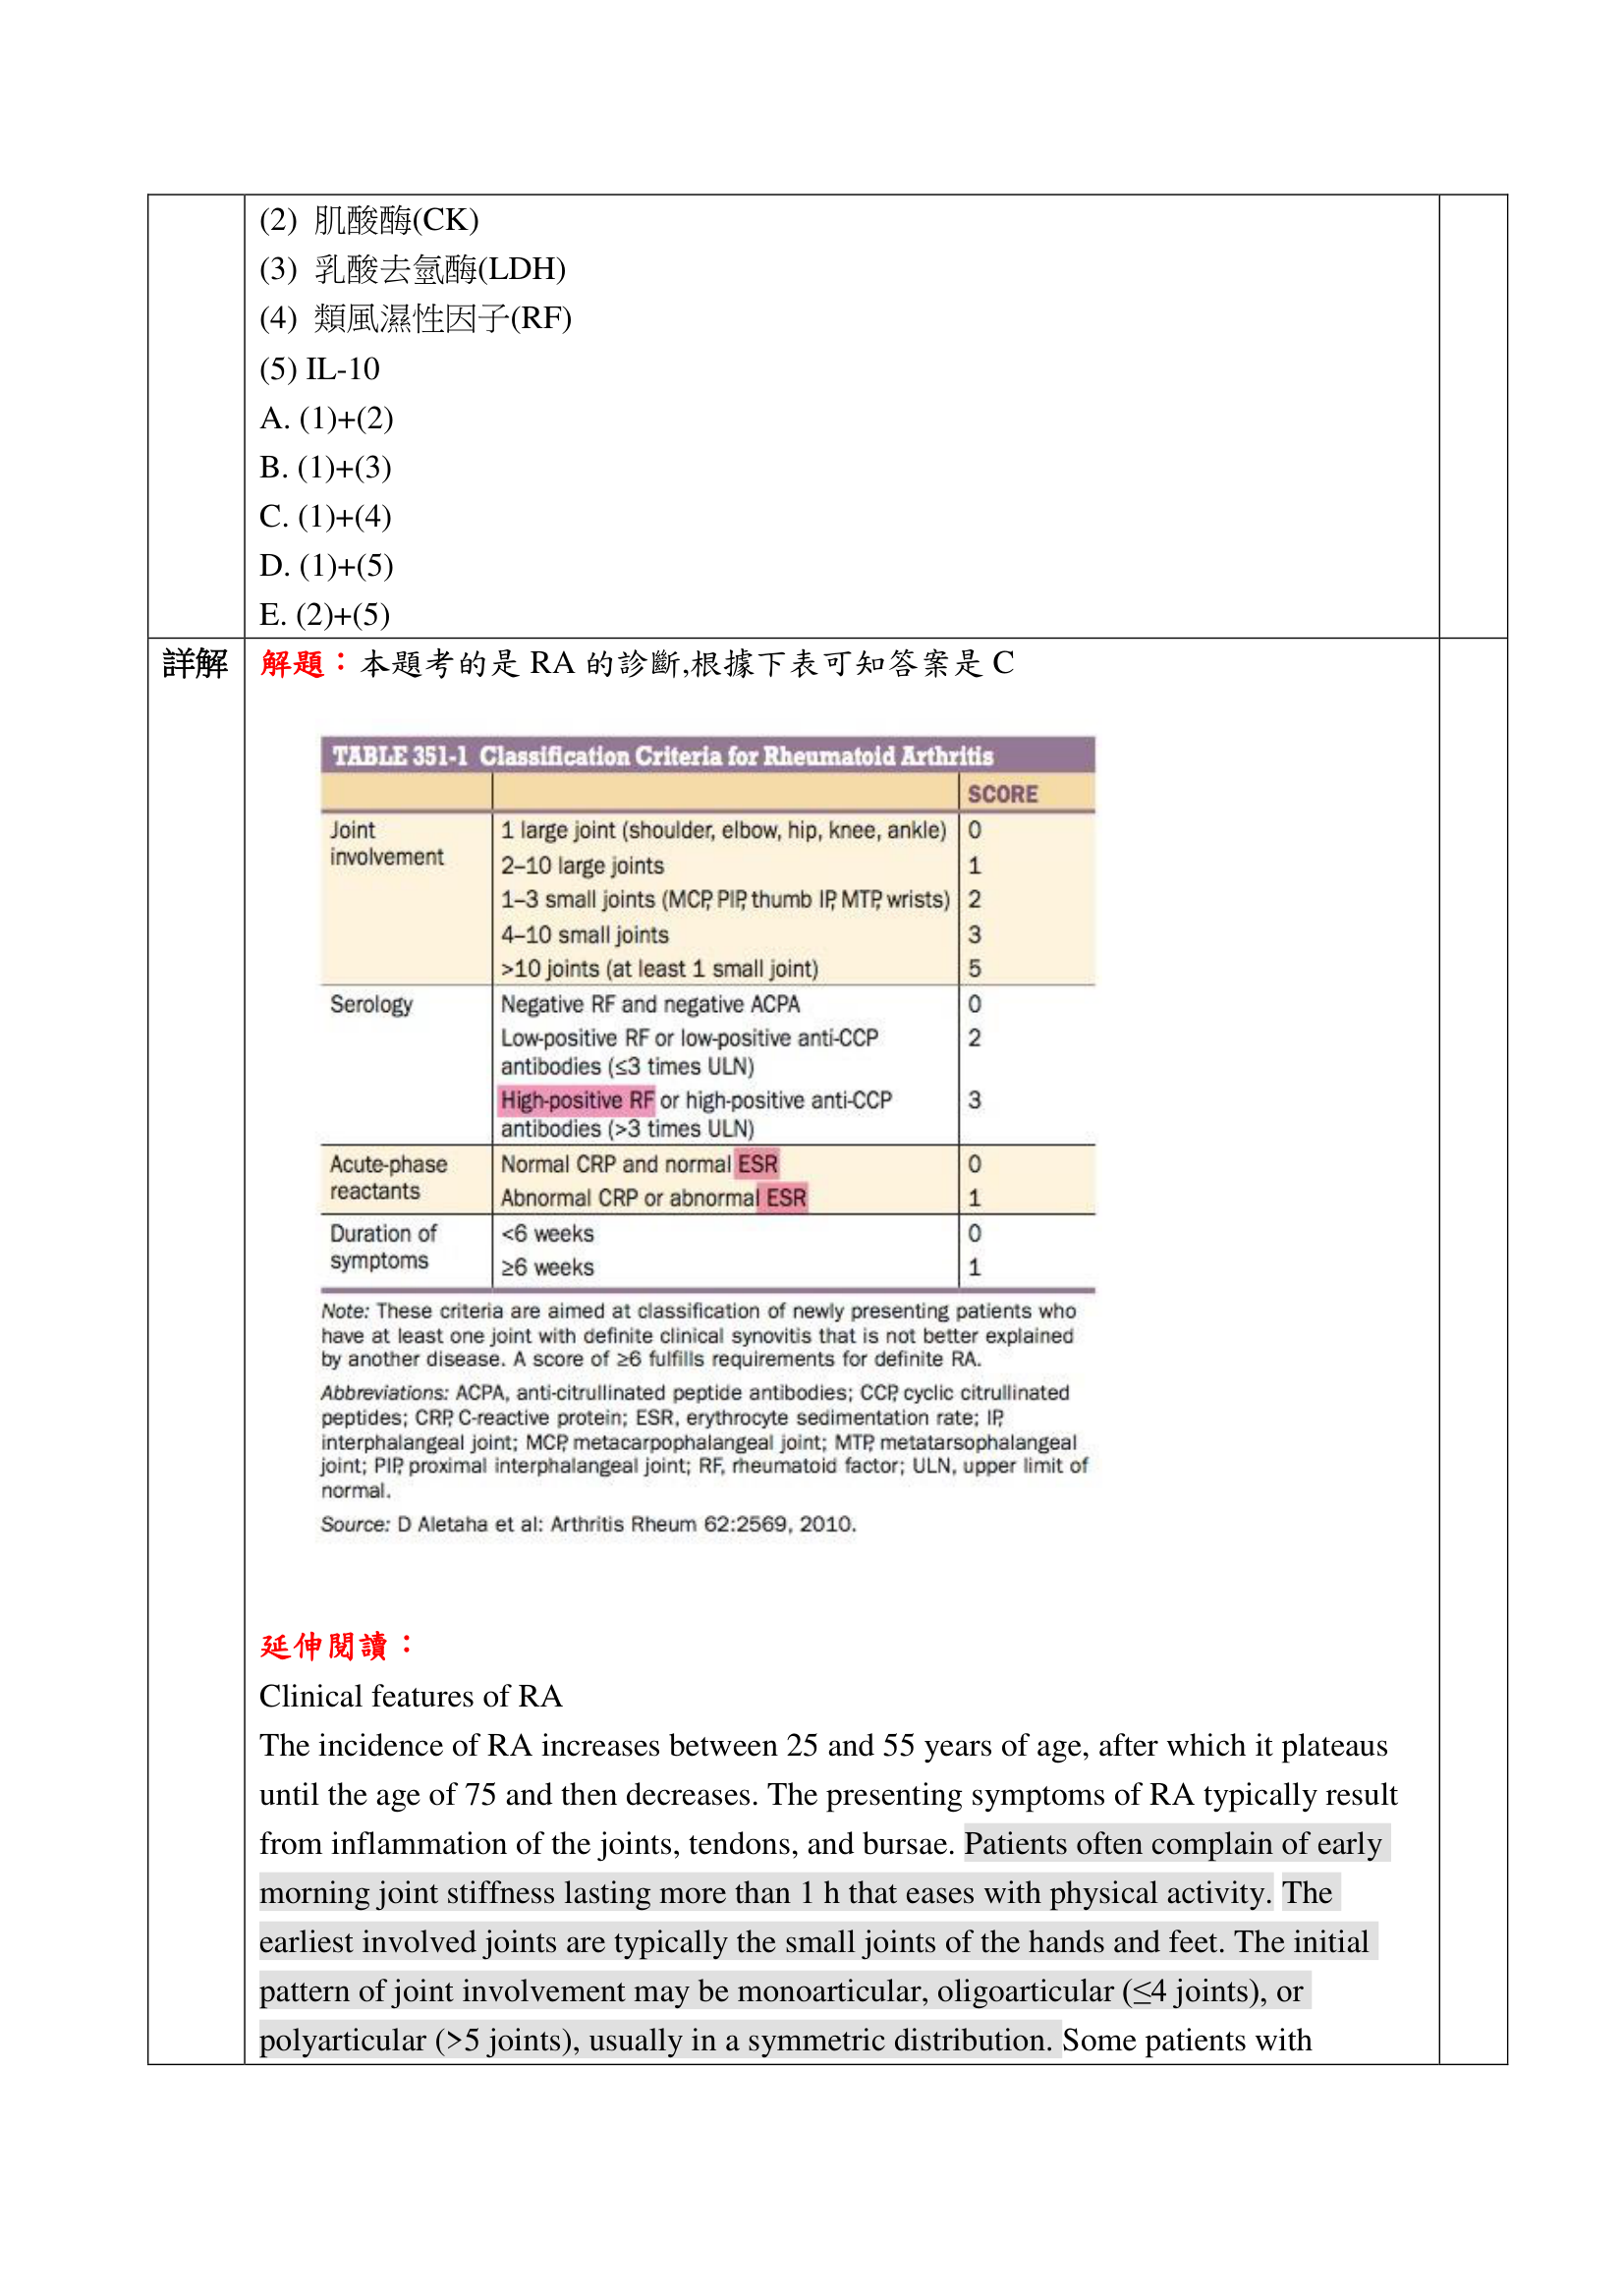 (2) 肌酸酶(CK)
(3) 乳酸去氫酶(LDH)
(4) 類風濕性因子(RF)
(5) IL-10
A. (1)+(2)
B. (1)+(3)
C. (1)+(4)
D. (1)+(5)
E. (2)+(5)
詳解
解題：本題考的是 RA 的診斷,根據下表可知答案是 C
TABLE 351-1 Classification Criteria for Rheumatoid Arthritis
SCORE
Joint involvement
1 large joint (shoulder, elbow, hip, knee, ankle) 0
2–10 large joints 1
1–3 small joints (MCP, PIP, thumb IP, MTP, wrists) 2
4–10 small joints 3
>10 joints (at least 1 small joint) 5
Serology
Negative RF and negative ACPA 0
Low-positive RF or low-positive anti-CCP 2
antibodies (≤3 times ULN)
High-positive RF or high-positive anti-CCP 3
antibodies (>3 times ULN)
Acute-phase reactants
Normal CRP and normal ESR 0
Abnormal CRP or abnormal ESR 1
Duration of symptoms
<6 weeks 0
≥6 weeks 1
Note: These criteria are aimed at classification of newly presenting patients who
have at least one joint with definite clinical synovitis that is not better explained
by another disease. A score of ≥6 fulfills requirements for definite RA.
Abbreviations: ACPA, anti-citrullinated peptide antibodies; CCP, cyclic citrullinated
peptides; CRP, C-reactive protein; ESR, erythrocyte sedimentation rate; IP,
interphalangeal joint; MCP, metacarpophalangeal joint; MTP, metatarsophalangeal
joint; PIP, proximal interphalangeal joint; RF, rheumatoid factor; ULN, upper limit of
normal.
Source: D Aletaha et al: Arthritis Rheum 62:2569, 2010.
延伸閱讀：
Clinical features of RA
The incidence of RA increases between 25 and 55 years of age, after which it plateaus
until the age of 75 and then decreases. The presenting symptoms of RA typically result
from inflammation of the joints, tendons, and bursae. Patients often complain of early
morning joint stiffness lasting more than 1 h that eases with physical activity. The
earliest involved joints are typically the small joints of the hands and feet. The initial
pattern of joint involvement may be monoarticular, oligoarticular (≤4 joints), or
polyarticular (>5 joints), usually in a symmetric distribution. Some patients with